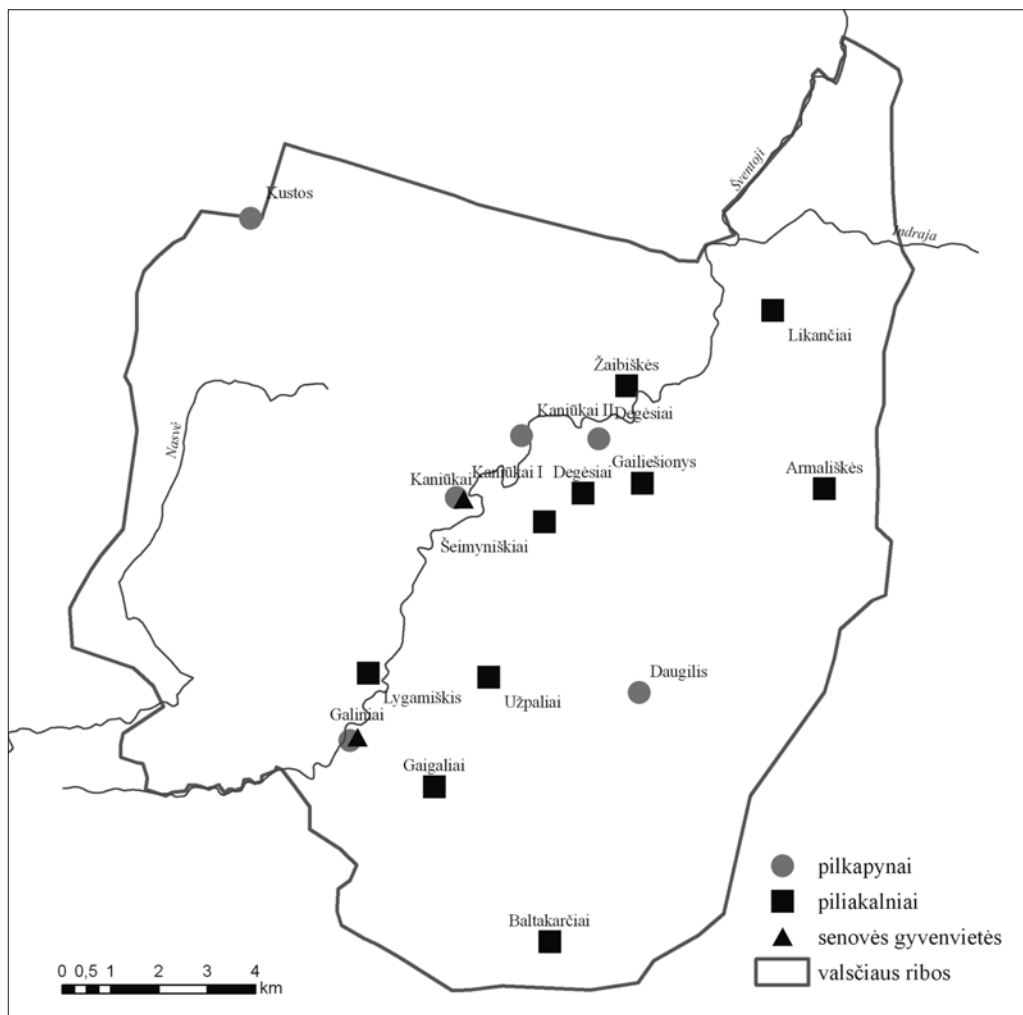 Kustos
Šventoji
Indraja
Likančiai
Žaibiškės
Kaniūkai II
Degėsiai
Nasvė
Kaniūkai
Kaniūkai I
Degėsiai
Gailiešionys
Armališkės
Šeimyniškiai
Daugilis
Lygamiškis
Užpaliai
Galiniai
Gaigaliai
Baltakarčiai
pilkapynai
piliakalniai
senovės gyvenvietės
valsčiaus ribos
0 0,5 1 2 3 4
km